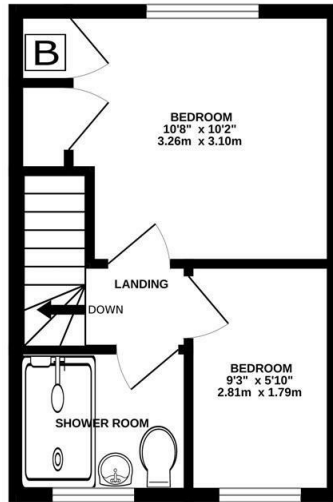 B
BEDROOM
10'8" x 10'2"
3.26m x 3.10m
LANDING
DOWN
BEDROOM
9'3" x 5'10"
2.81m x 1.79m
SHOWER ROOM